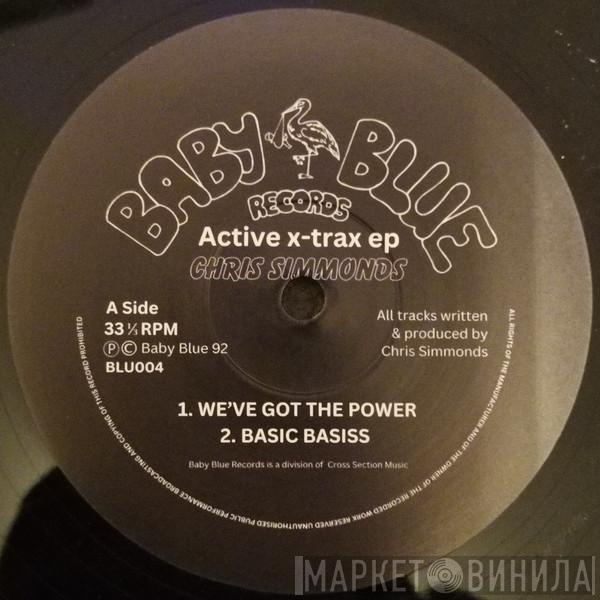 BABY BLUE
RECORDS
Active x-trax ep
CHRIS SIMMONDS
A Side
33 ⅓ RPM
Ⓟ© Baby Blue 92
BLU004
All tracks written
& produced by
Chris Simmonds
1. WE'VE GOT THE POWER
2. BASIC BASISS
Baby Blue Records is a division of Cross Section Music
ALL RIGHTS OF THE MANUFACTURER AND OF THE OWNER OF THE RECORDED WORK RESERVED UNAUTHORISED PUBLIC PERFORMANCE BROADCASTING AND COPYING OF THIS RECORD PROHIBITED
МАРКЕТ ВИНИЛА